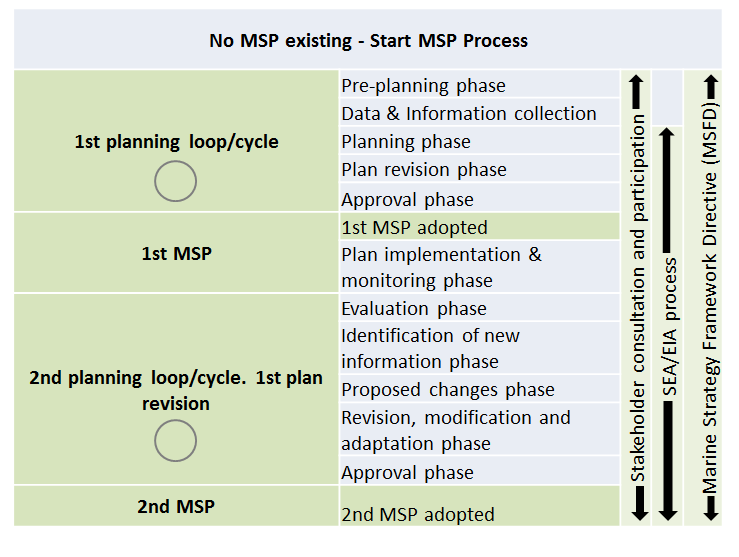 No MSP existing - Start MSP Process
1st planning loop/cycle
Pre-planning phase
Data & Information collection
Planning phase
Plan revision phase
Approval phase
1st MSP
1st MSP adopted
Plan implementation &
monitoring phase
2nd planning loop/cycle. 1st plan
revision
Evaluation phase
Identification of new
information phase
Proposed changes phase
Revision, modification and
adaptation phase
Approval phase
2nd MSP
2nd MSP adopted
Stakeholder consultation and participation
SEA/EIA process
Marine Strategy Framework Directive (MSFD)